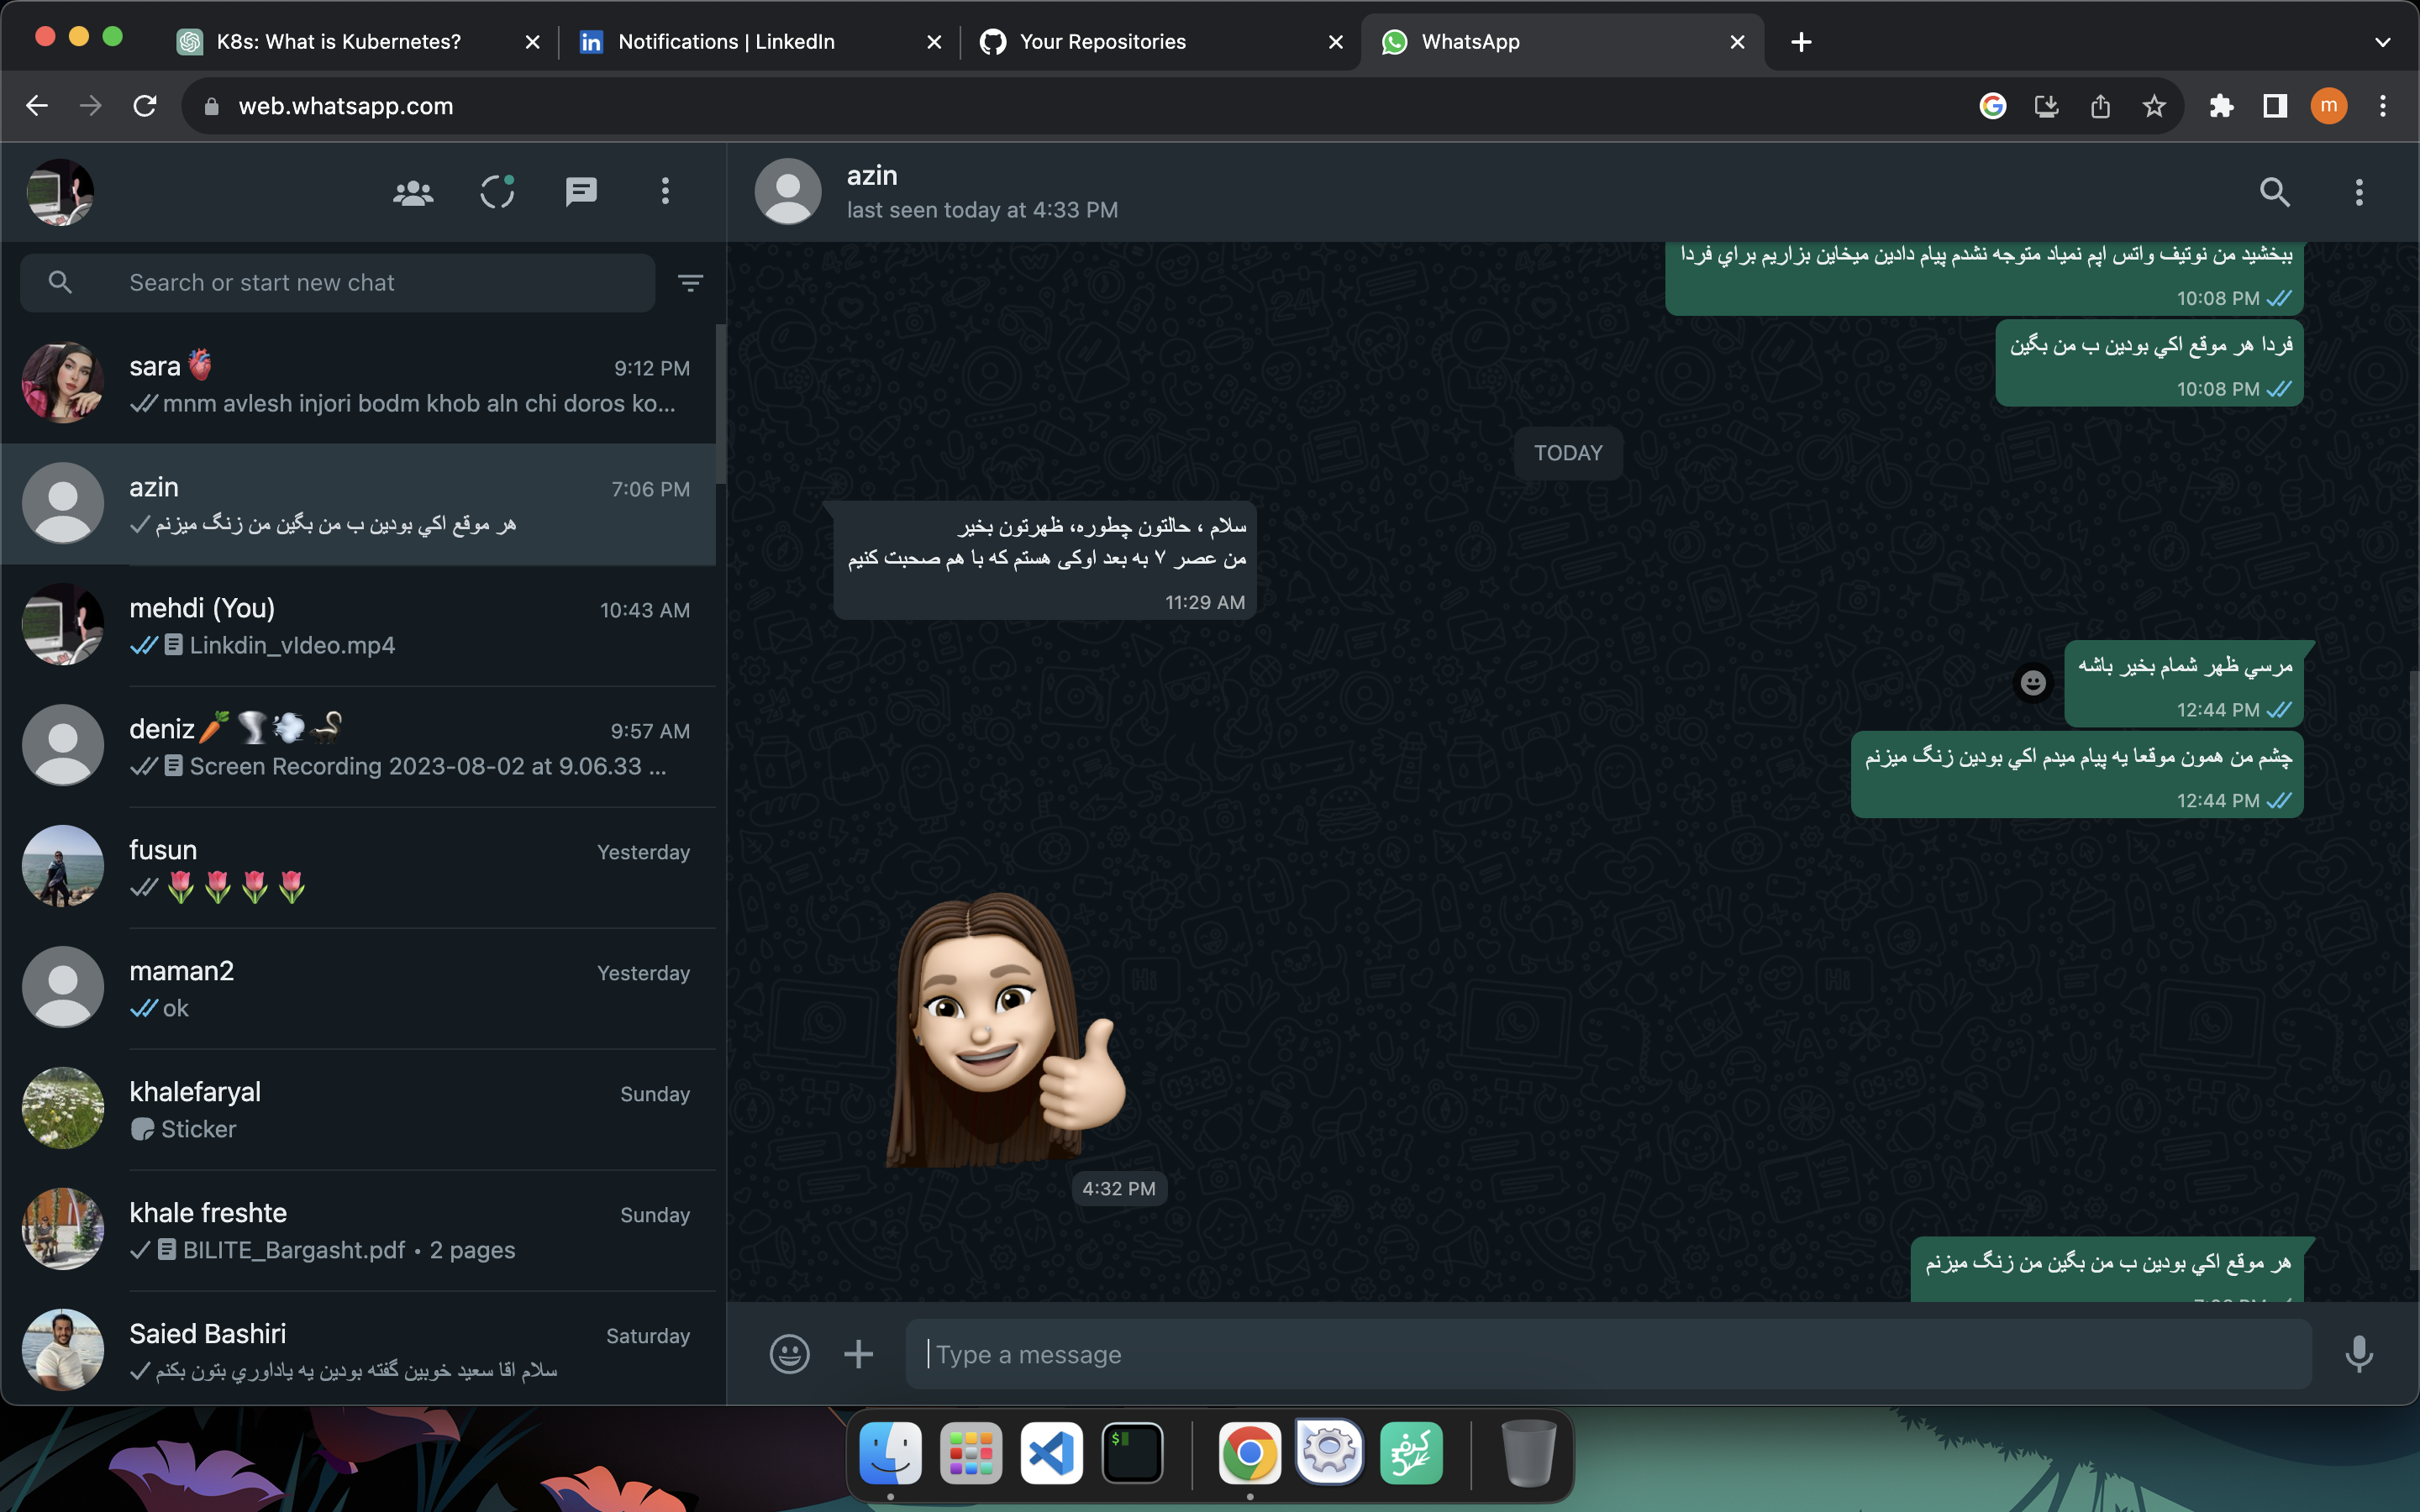 K8s: What is Kubernetes?
Notifications | LinkedIn
Your Repositories
WhatsApp
web.whatsapp.com
m
Search or start new chat
sara
9:12 PM
mnm avlesh injori bodm khob aln chi doros ko...
azin
7:06 PM
هر موقع اكي بودين ب من بگين من زنگ ميزنم
mehdi (You)
10:43 AM
Linkdin_vIdeo.mp4
deniz🥕🌪️💨🦨
9:57 AM
Screen Recording 2023-08-02 at 9.06.33 ...
fusun
Yesterday
🌷🌷🌷🌷
maman2
Yesterday
ok
khalefaryal
Sunday
Sticker
khale freshte
Sunday
BILITE_Bargasht.pdf • 2 pages
Saied Bashiri
Saturday
سلام اقا سعيد خوبين گفته بودين يه ياداوري بتون بكنم
azin
last seen today at 4:33 PM
ببخشيد من نوتيف واتس اپم نمياد متوجه نشدم پيام دادين ميخاين بزاريم براي فردا
10:08 PM
فردا هر موقع اكي بودين ب من بگين
10:08 PM
TODAY
سلام ، حالتون چطوره، ظهرتون بخیر
من عصر ۷ به بعد اوکی هستم که با هم صحبت کنیم
11:29 AM
مرسي ظهر شمام بخير باشه
12:44 PM
چشم من همون موقعا يه پيام ميدم اكي بودين زنگ ميزنم
12:44 PM
4:32 PM
هر موقع اكي بودين ب من بگين من زنگ ميزنم
Type a message
$